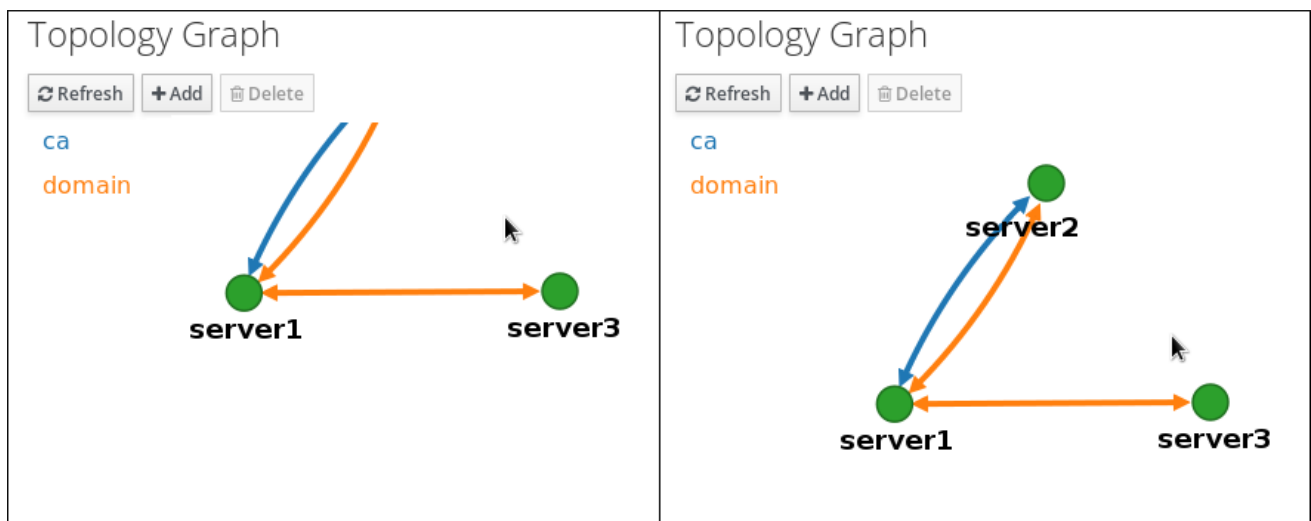 Topology Graph
Refresh +Add Delete
ca
domain
server1
server3
Topology Graph
Refresh +Add Delete
ca
domain
server2
server1
server3